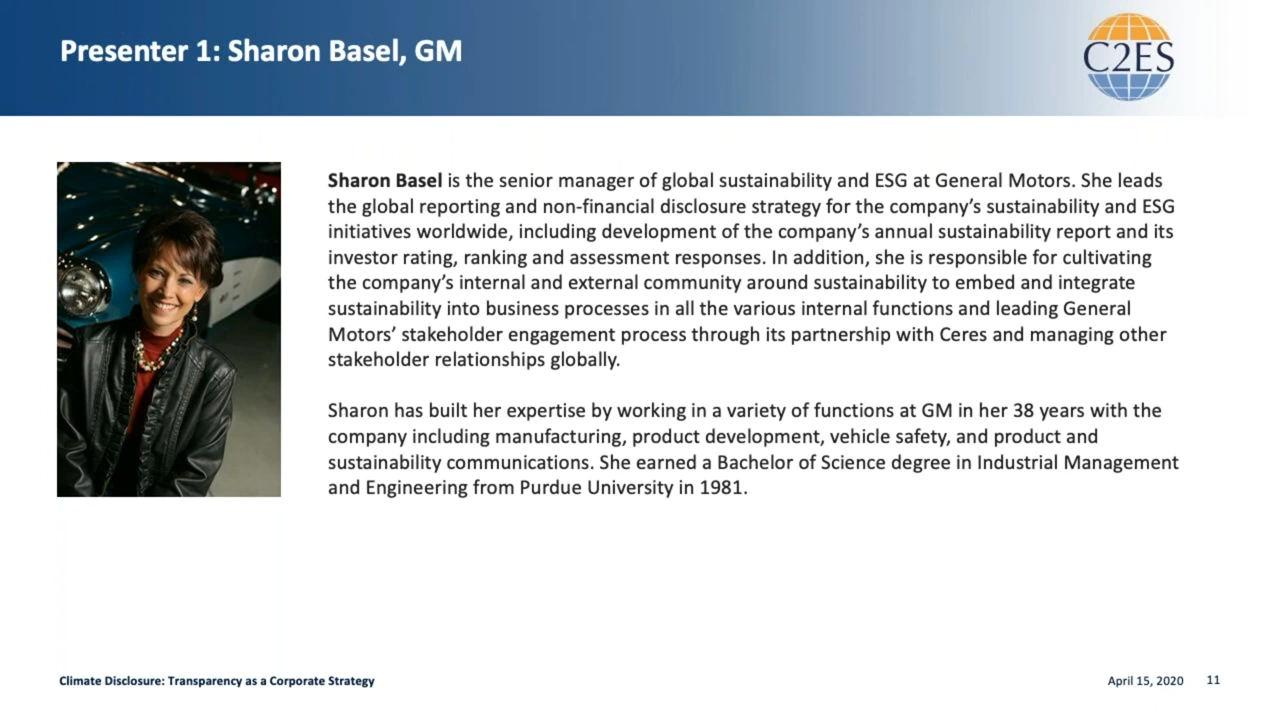 Presenter 1: Sharon Basel, GM
C2ES
Sharon Basel is the senior manager of global sustainability and ESG at General Motors. She leads
the global reporting and non-financial disclosure strategy for the company’s sustainability and ESG
initiatives worldwide, including development of the company’s annual sustainability report and its
investor rating, ranking and assessment responses. In addition, she is responsible for cultivating
the company’s internal and external community around sustainability to embed and integrate
sustainability into business processes in all the various internal functions and leading General
Motors’ stakeholder engagement process through its partnership with Ceres and managing other
stakeholder relationships globally.
Sharon has built her expertise by working in a variety of functions at GM in her 38 years with the
company including manufacturing, product development, vehicle safety, and product and
sustainability communications. She earned a Bachelor of Science degree in Industrial Management
and Engineering from Purdue University in 1981.
Climate Disclosure: Transparency as a Corporate Strategy
April 15, 2020 11